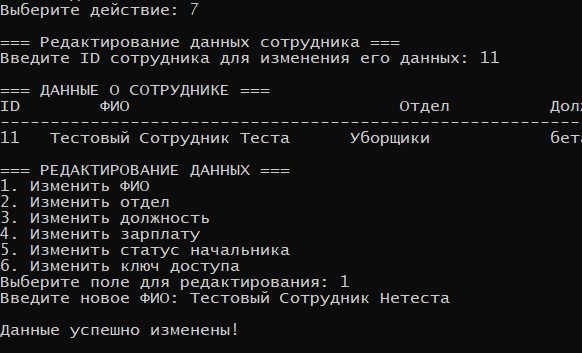 Выберите действие: 7
=== Редактирование данных сотрудника ===
Введите ID сотрудника для изменения его данных: 11
=== ДАННЫЕ О СОТРУДНИКЕ ===
ID ФИО Отдел Долж
--------------------------------------------------------------------------
11 Тестовый Сотрудник Теста Уборщики бета
=== РЕДАКТИРОВАНИЕ ДАННЫХ ===
1. Изменить ФИО
2. Изменить отдел
3. Изменить должность
4. Изменить зарплату
5. Изменить статус начальника
6. Изменить ключ доступа
Выберите поле для редактирования: 1
Введите новое ФИО: Тестовый Сотрудник Нетеста
Данные успешно изменены!